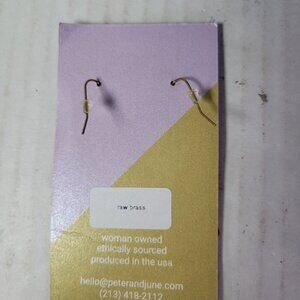 raw brass
woman owned
ethically sourced
produced in the usa
hello@peterandjune.com
(213) 418-2112